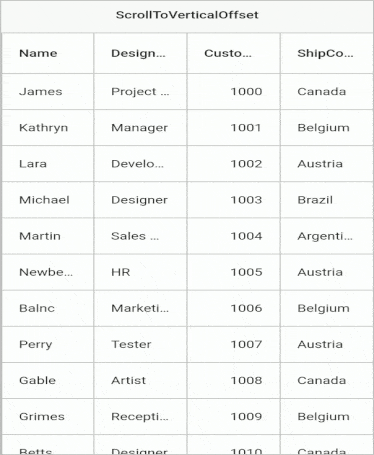 ScrollToVerticalOffset
Name Design... Custo... ShipCo...
James Project ... 1000 Canada
Kathryn Manager 1001 Belgium
Lara Develo... 1002 Austria
Michael Designer 1003 Brazil
Martin Sales ... 1004 Argenti...
Newbe... HR 1005 Austria
Balnc Marketi... 1006 Belgium
Perry Tester 1007 Austria
Gable Artist 1008 Canada
Grimes Recepti... 1009 Belgium
Betts Designer 1010 Canada